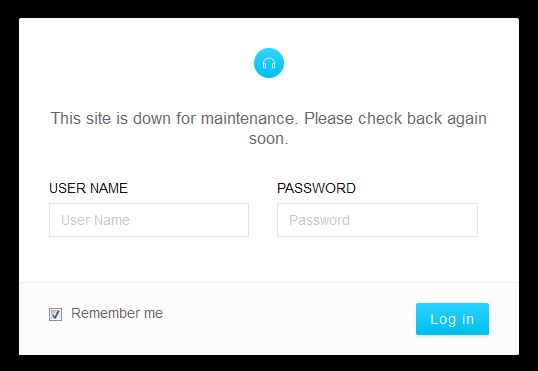 This site is down for maintenance. Please check back again
soon.
USER NAME
PASSWORD
User Name
Password
Remember me
Log in